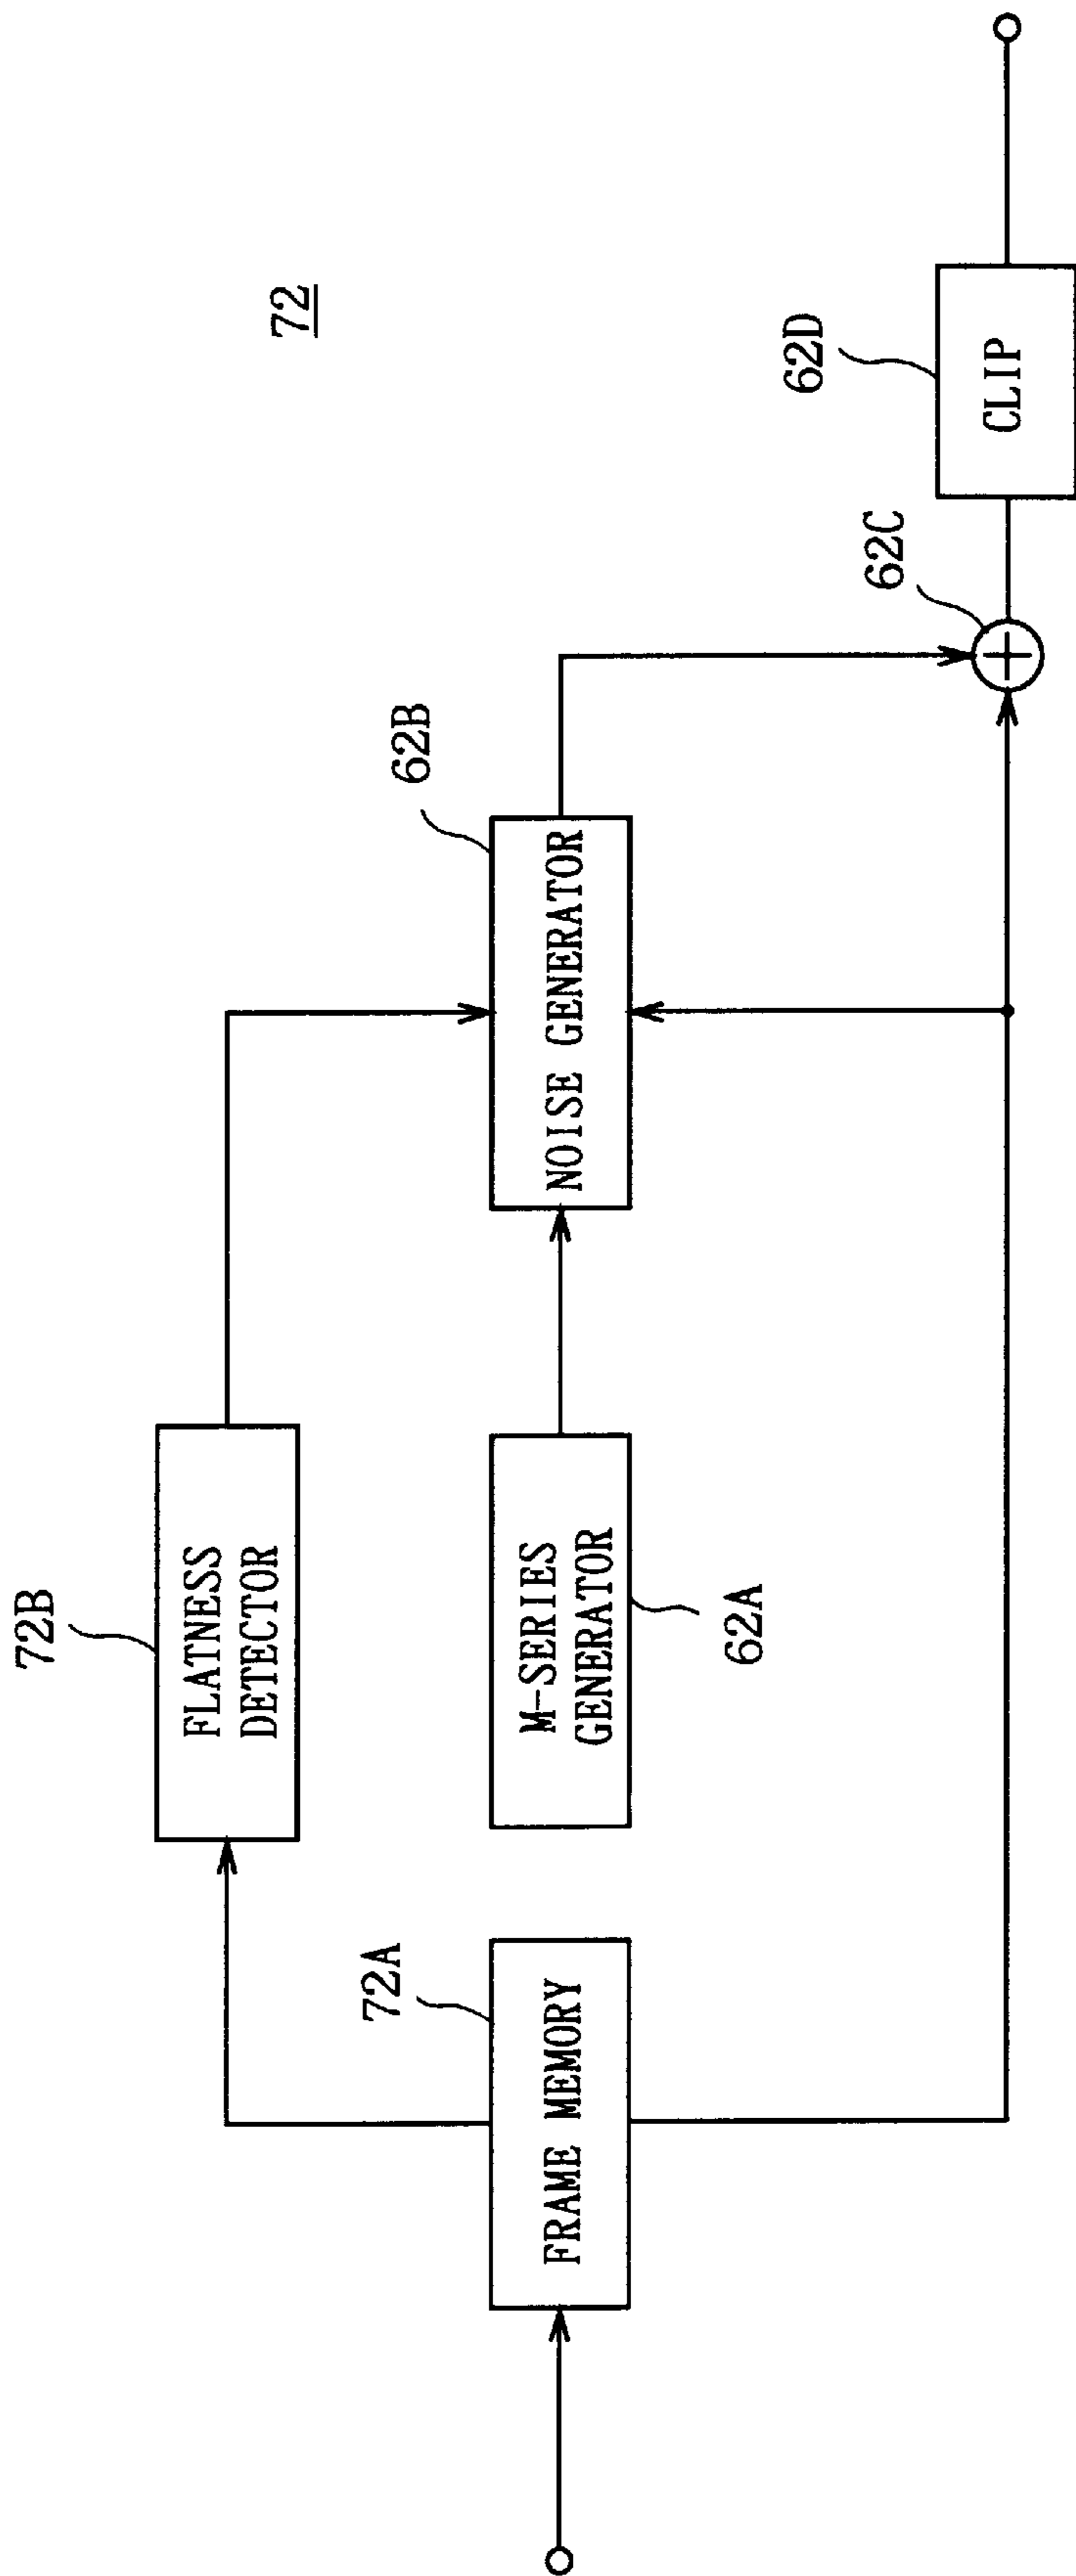 72
72B
FLATNESS
DETECTOR
72A
FRAME MEMORY
M-SERIES
GENERATOR
62A
62B
NOISE GENERATOR
62C
62D
CLIP